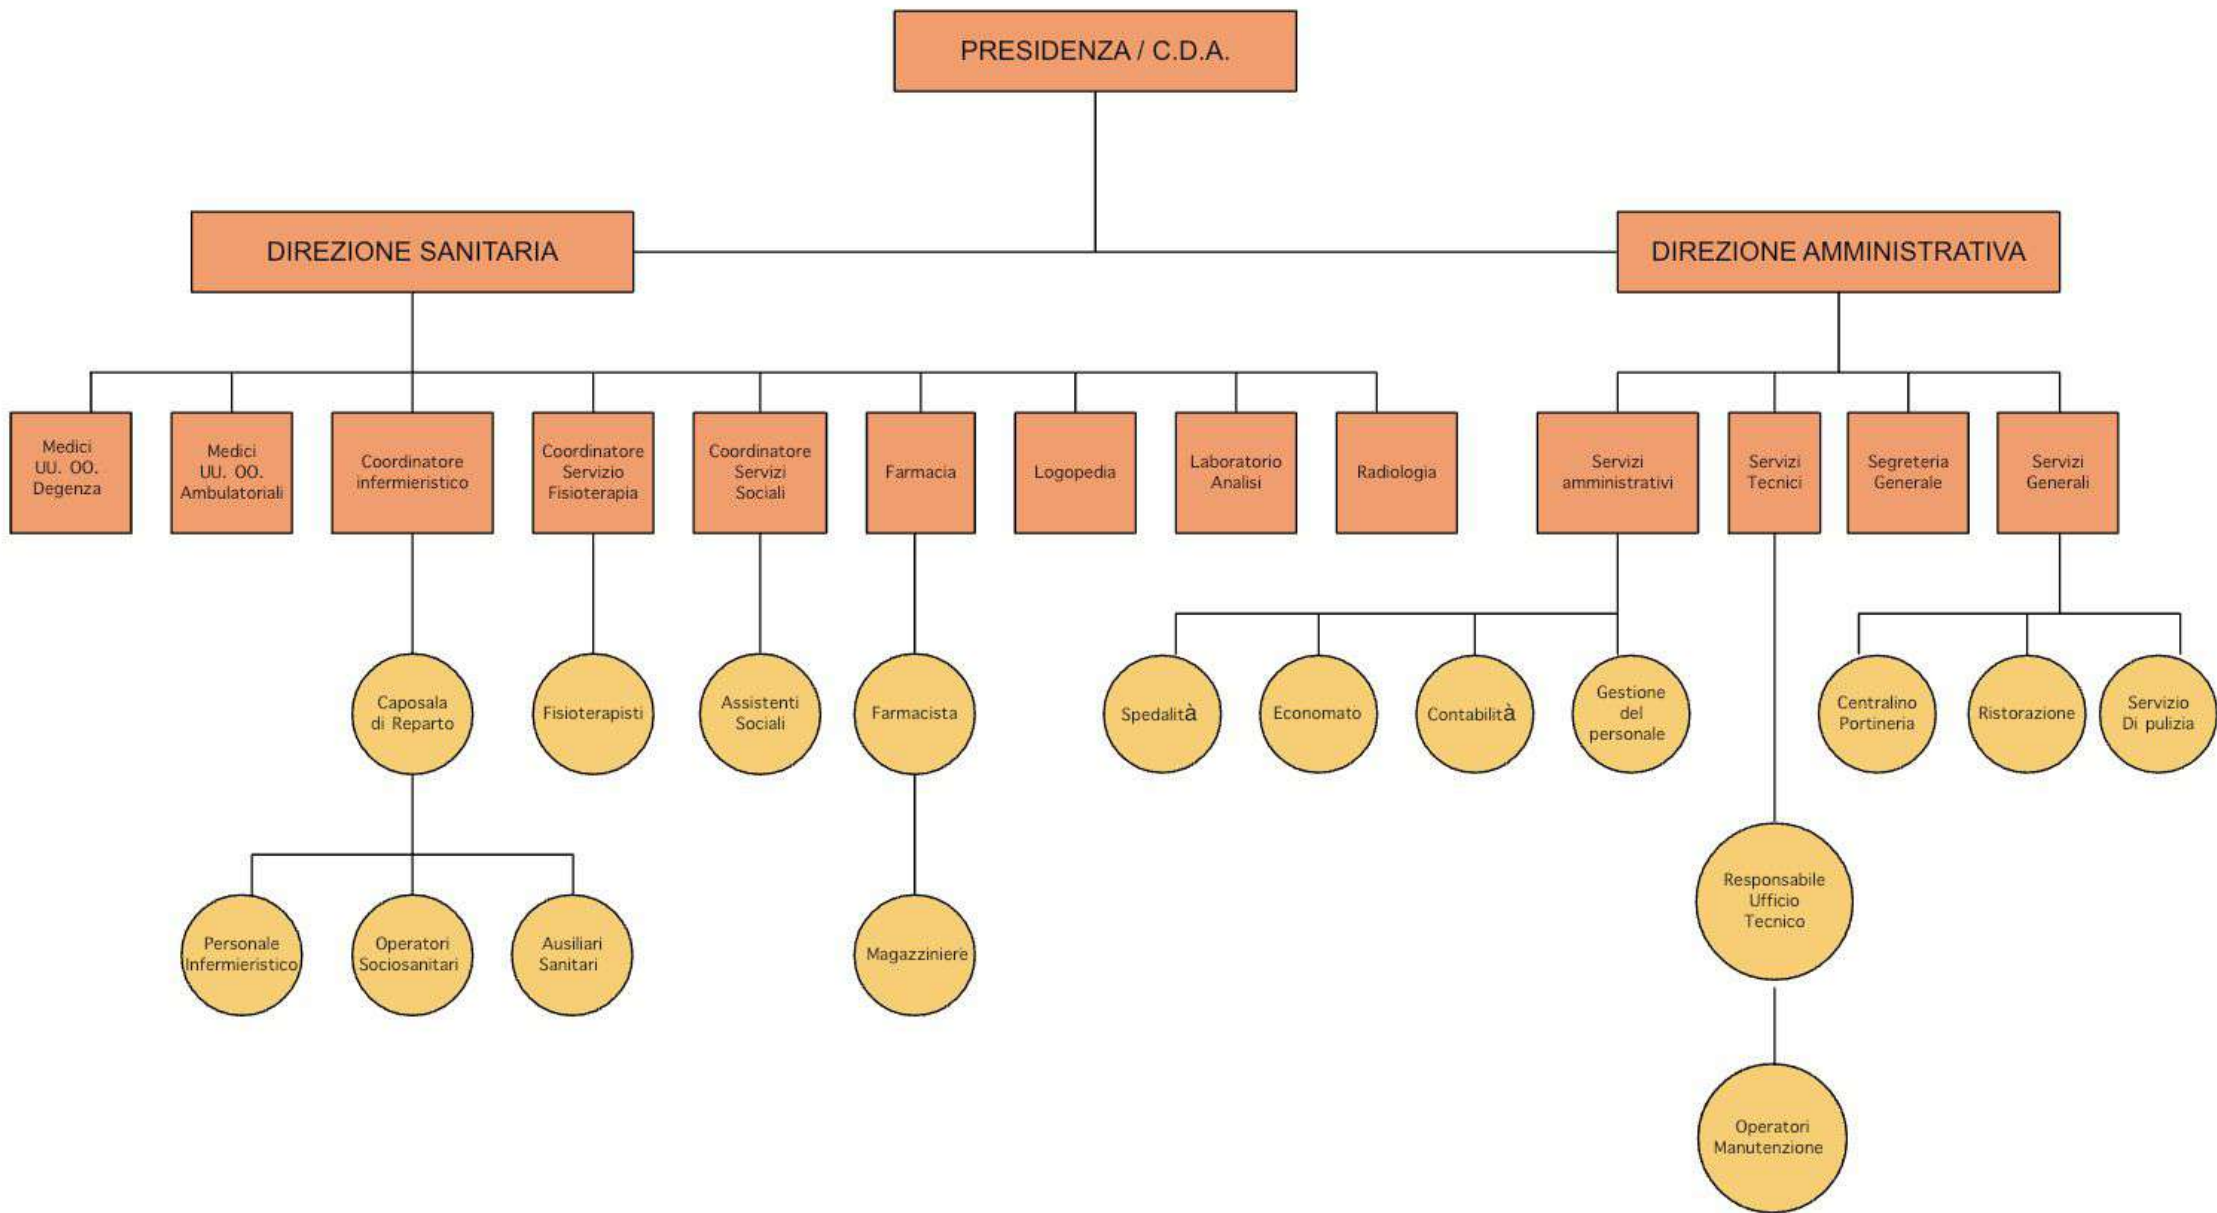 PRESIDENZA / C.D.A.
DIREZIONE SANITARIA
DIREZIONE AMMINISTRATIVA
Medici
UU. OO.
Degenza
Medici
UU. OO.
Ambulatoriali
Coordinatore
infermieristico
Coordinatore
Servizio
Fisioterapia
Coordinatore
Servizi
Sociali
Farmacia
Logopedia
Laboratorio
Analisi
Radiologia
Servizi
amministrativi
Servizi
Tecnici
Segreteria
Generale
Servizi
Generali
Caposala
di Reparto
Fisioterapisti
Assistenti
Sociali
Farmacista
Spedalità
Economato
Contabilità
Gestione
del
personale
Centralino
Portineria
Ristorazione
Servizio
Di pulizia
Responsabile
Ufficio
Tecnico
Personale
Infermieristico
Operatori
Sociosanitari
Ausiliari
Sanitari
Magazziniere
Operatori
Manutenzione